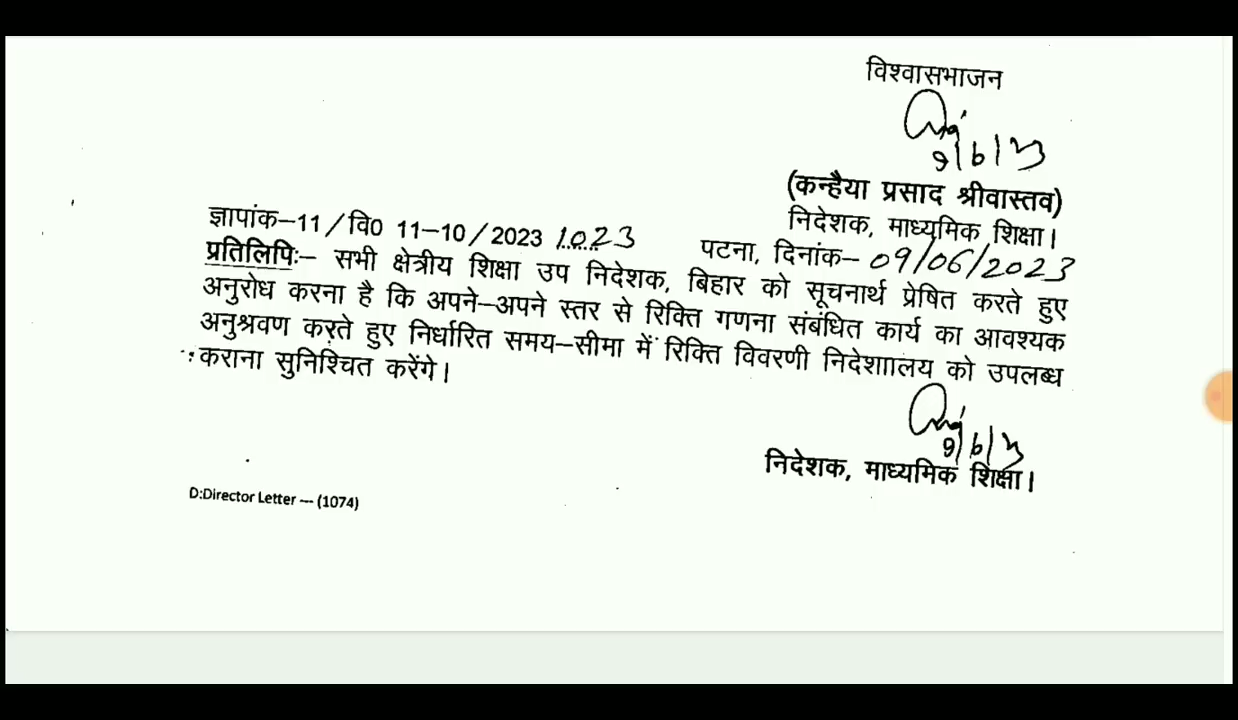 विश्वासभाजन
9/6/23
(कन्हैया प्रसाद श्रीवास्तव)
निदेशक, माध्यमिक शिक्षा।
ज्ञापांक–11/वि0 11–10/2023 1023 पटना, दिनांक– 09/06/2023
प्रतिलिपिः– सभी क्षेत्रीय शिक्षा उप निदेशक, बिहार को सूचनार्थ प्रेषित करते हुए
अनुरोध करना है कि अपने–अपने स्तर से रिक्ति गणना संबंधित कार्य का आवश्यक
अनुश्रवण करते हुए निर्धारित समय–सीमा में रिक्ति विवरणी निदेशाालय को उपलब्ध
कराना सुनिश्चित करेंगे।
9/6/23
निदेशक, माध्यमिक शिक्षा।
D:Director Letter --- (1074)